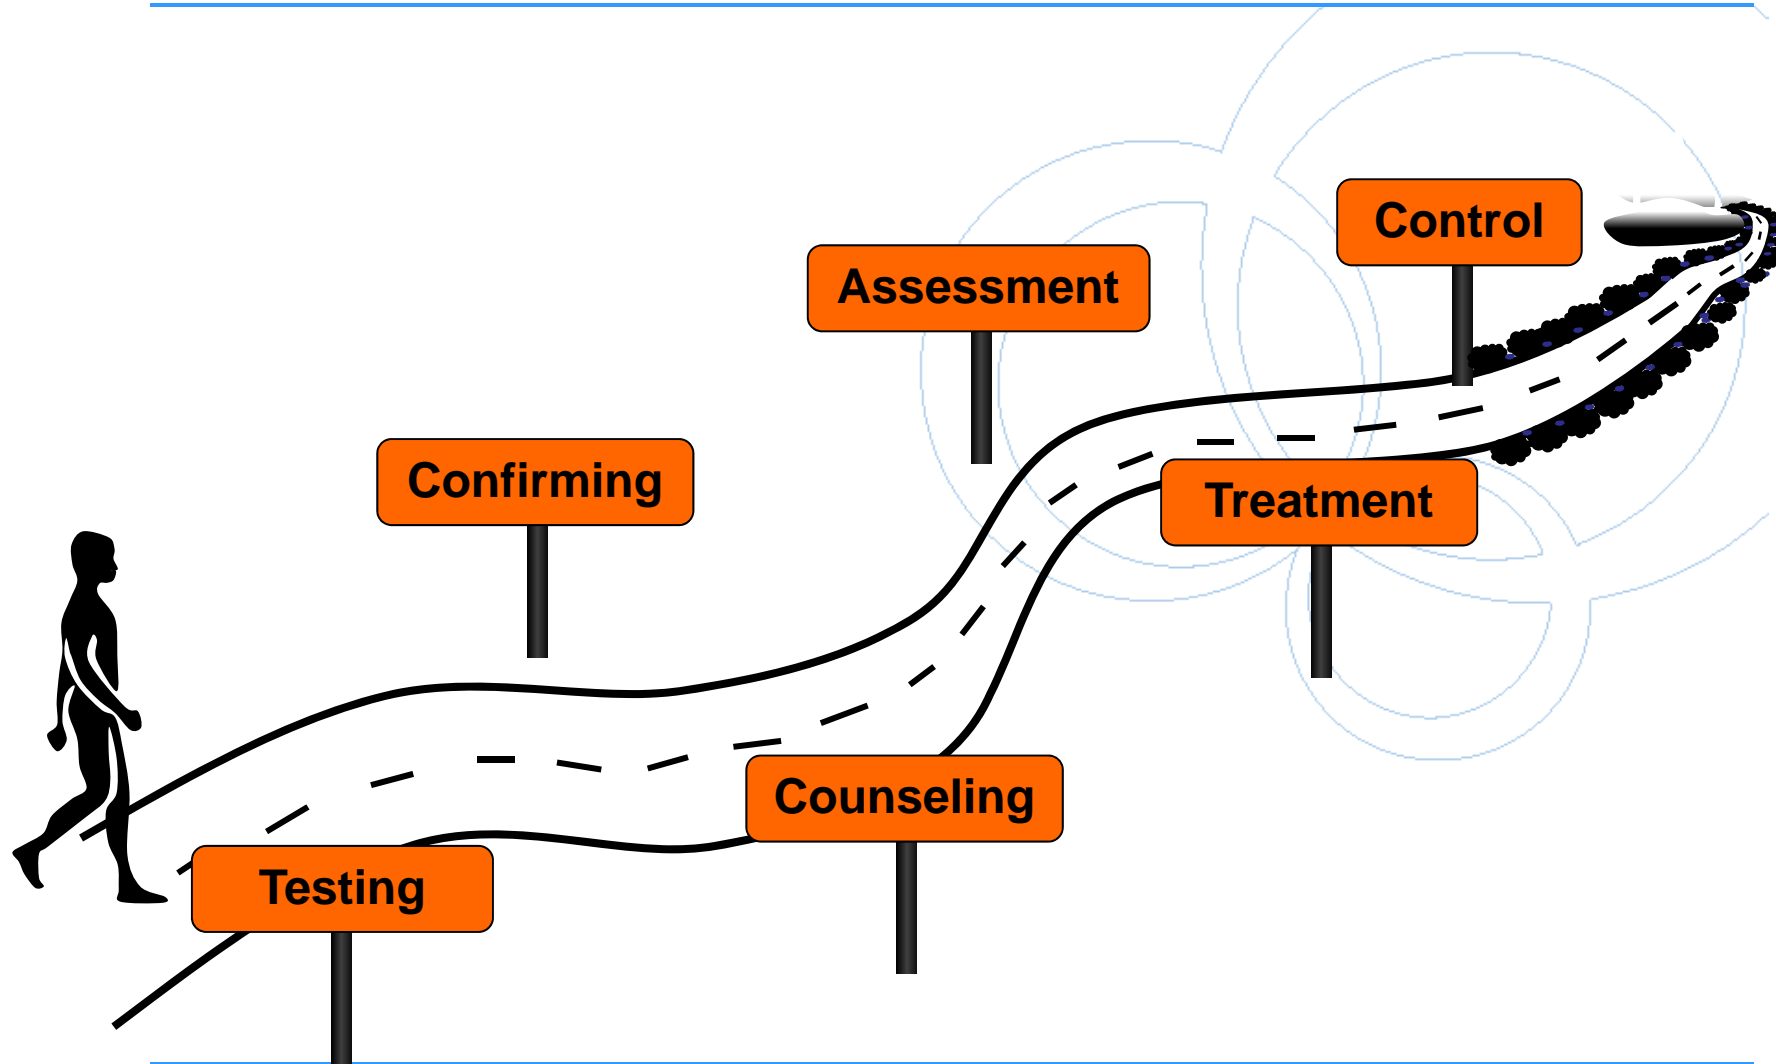 Control
Assessment
Confirming
Treatment
Counseling
Testing